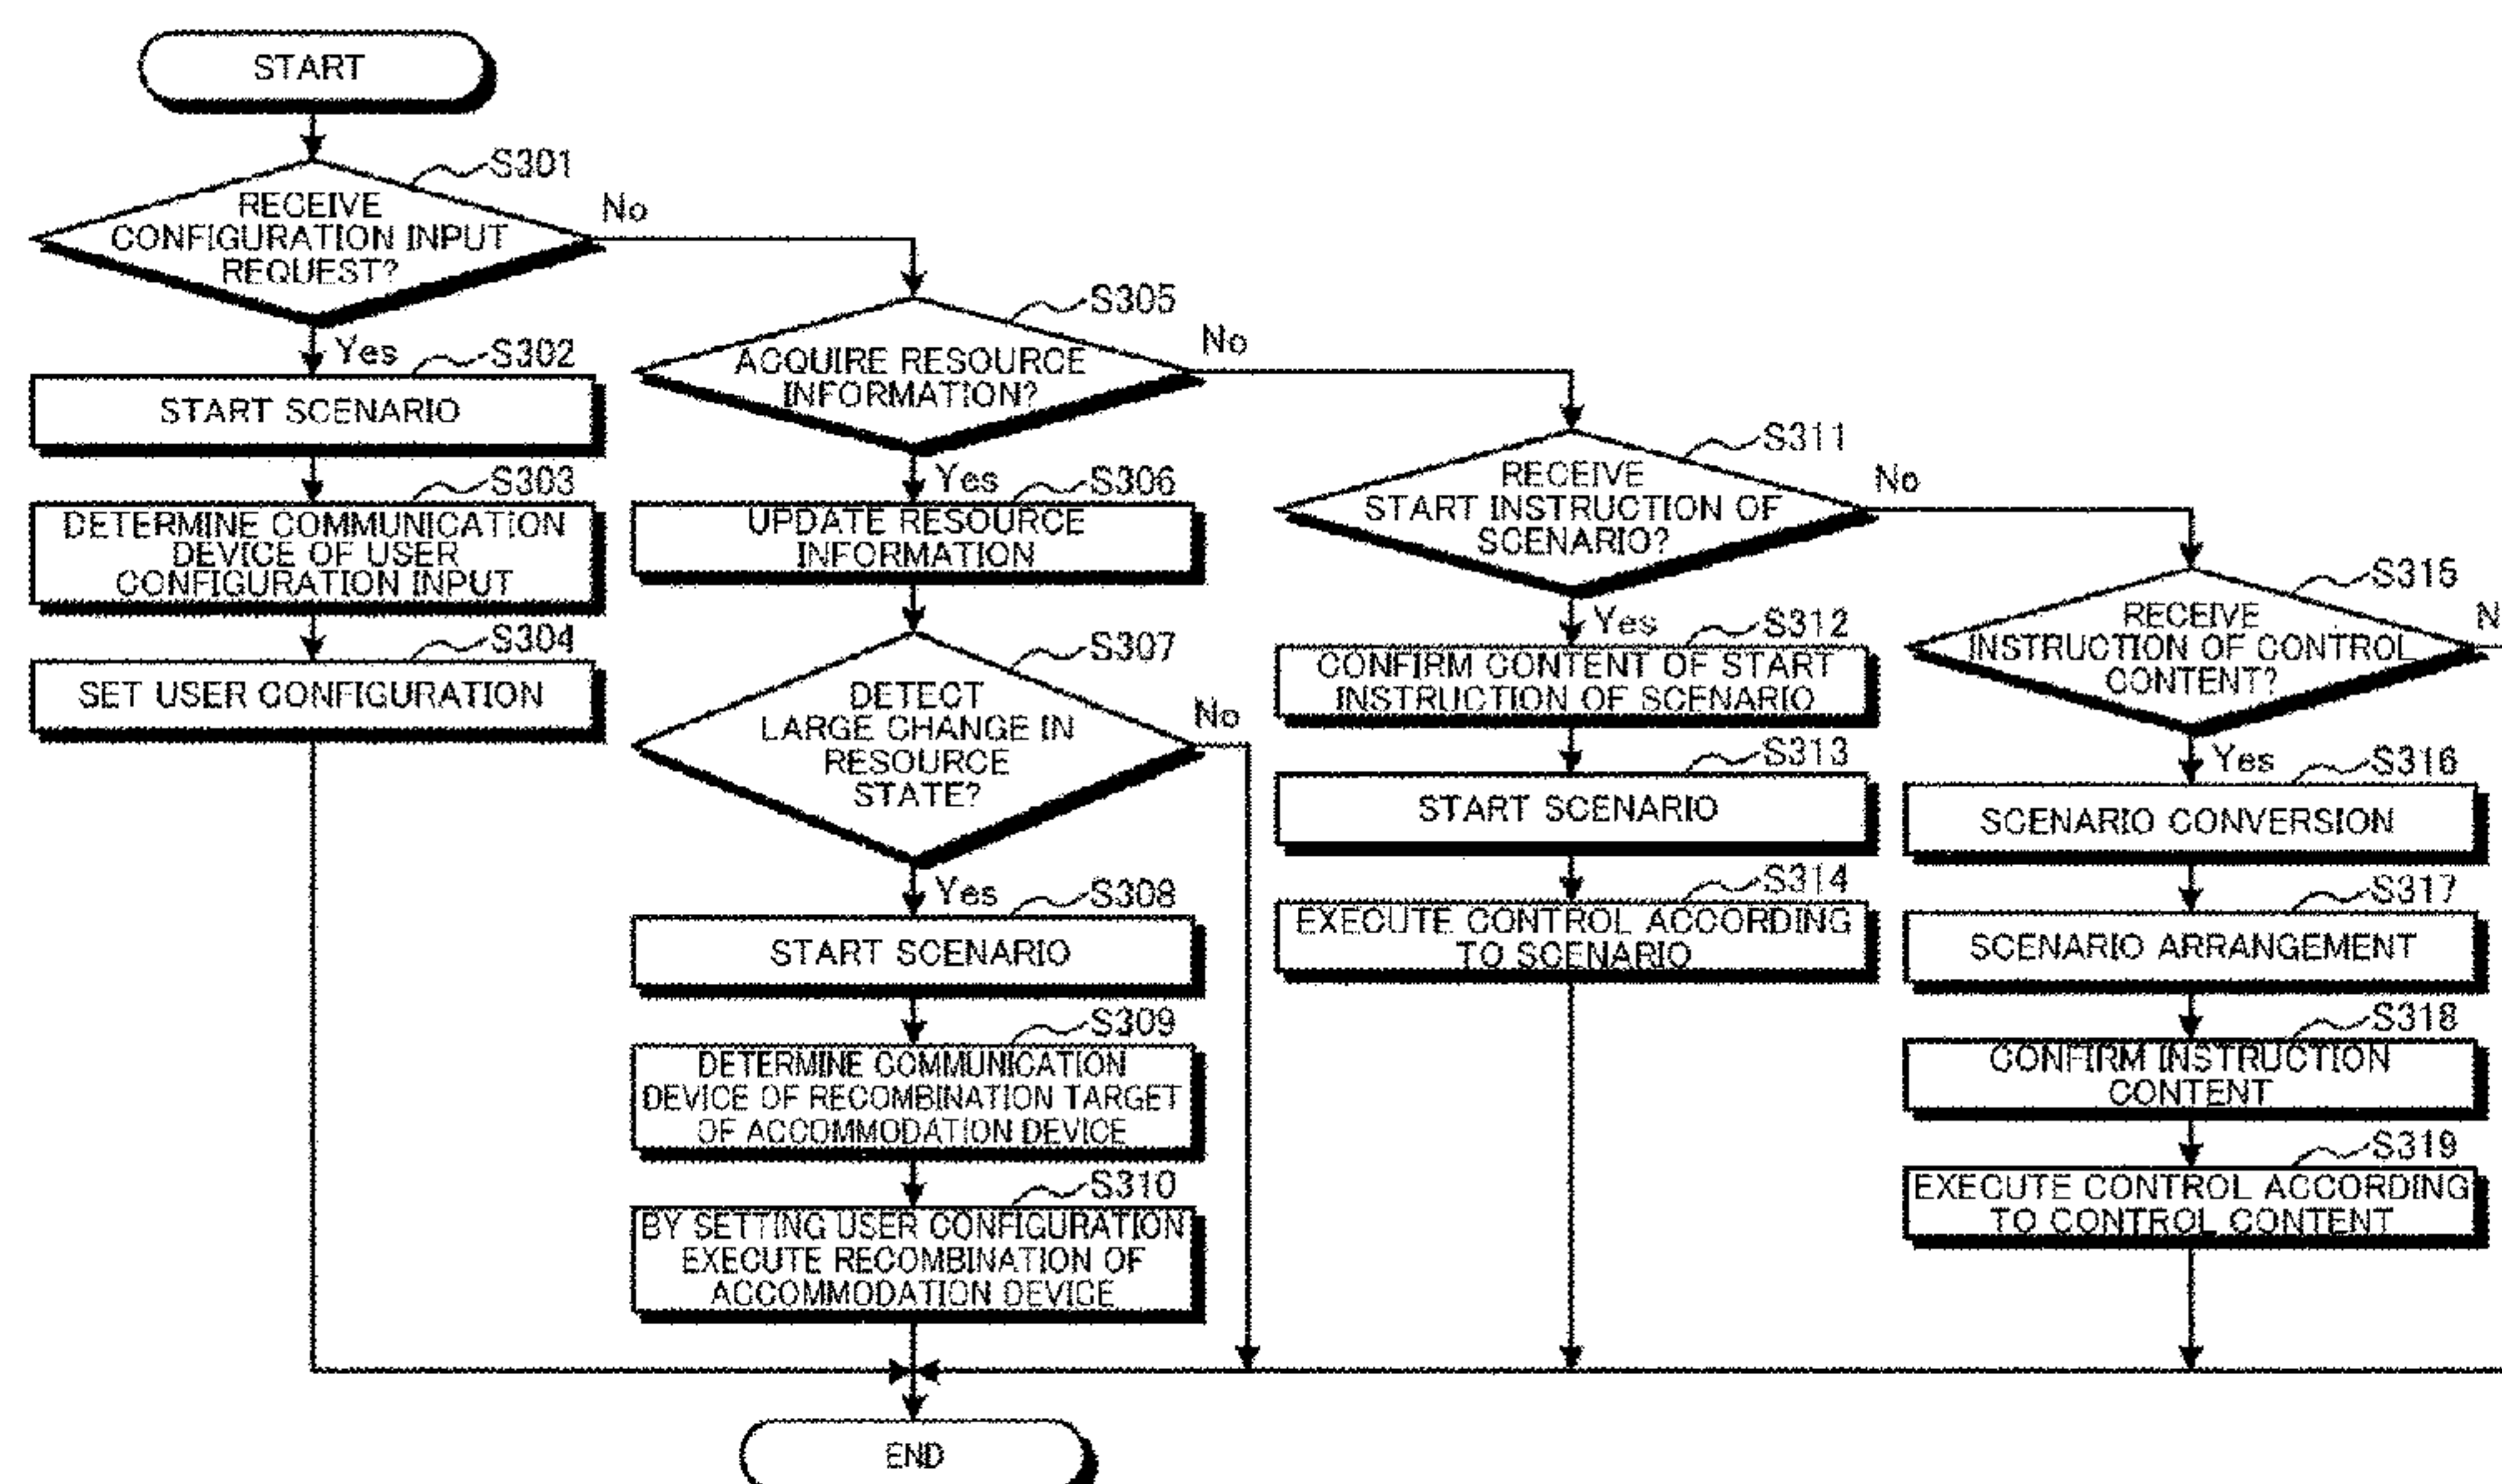 START
S301
RECEIVE
CONFIGURATION INPUT
REQUEST?
No
Yes
S302
START SCENARIO
S303
DETERMINE COMMUNICATION
DEVICE OF USER
CONFIGURATION INPUT
S304
SET USER CONFIGURATION
S305
ACQUIRE RESOURCE
INFORMATION?
No
Yes
S306
UPDATE RESOURCE
INFORMATION
S307
DETECT
LARGE CHANGE IN
RESOURCE
STATE?
No
Yes
S308
START SCENARIO
S309
DETERMINE COMMUNICATION
DEVICE OF RECOMBINATION TARGET
OF ACCOMMODATION DEVICE
S310
BY SETTING USER CONFIGURATION
EXECUTE RECOMBINATION OF
ACCOMMODATION DEVICE
S311
RECEIVE
START INSTRUCTION OF
SCENARIO?
No
Yes
S312
CONFIRM CONTENT OF START
INSTRUCTION OF SCENARIO
S313
START SCENARIO
S314
EXECUTE CONTROL ACCORDING
TO SCENARIO
S315
RECEIVE
INSTRUCTION OF CONTROL
CONTENT?
N
Yes
S316
SCENARIO CONVERSION
S317
SCENARIO ARRANGEMENT
S318
CONFIRM INSTRUCTION
CONTENT
S319
EXECUTE CONTROL ACCORDING
TO CONTROL CONTENT
END